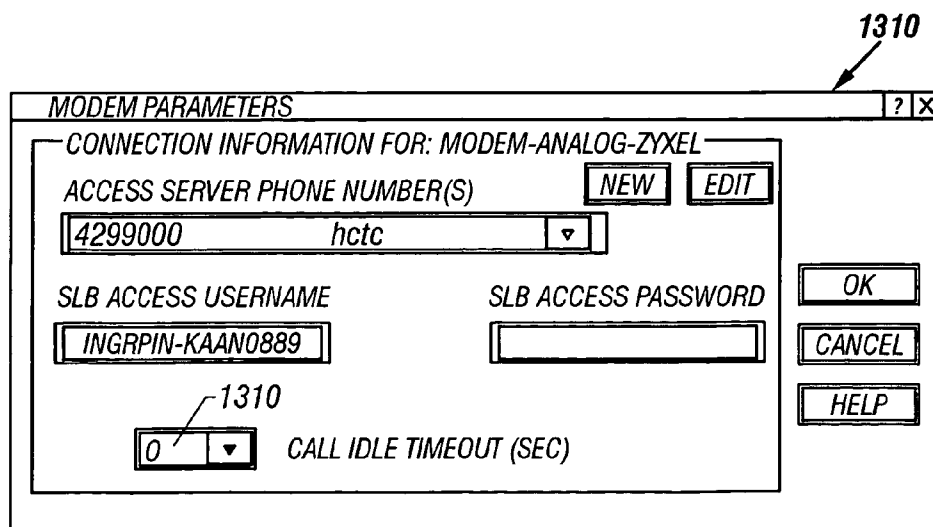 1310
MODEM PARAMETERS ? X
CONNECTION INFORMATION FOR: MODEM-ANALOG-ZYXEL
ACCESS SERVER PHONE NUMBER(S) NEW EDIT
4299000 hctc
SLB ACCESS USERNAME SLB ACCESS PASSWORD OK
INGRPIN-KAAN0889 CANCEL
1310 HELP
0 CALL IDLE TIMEOUT (SEC)